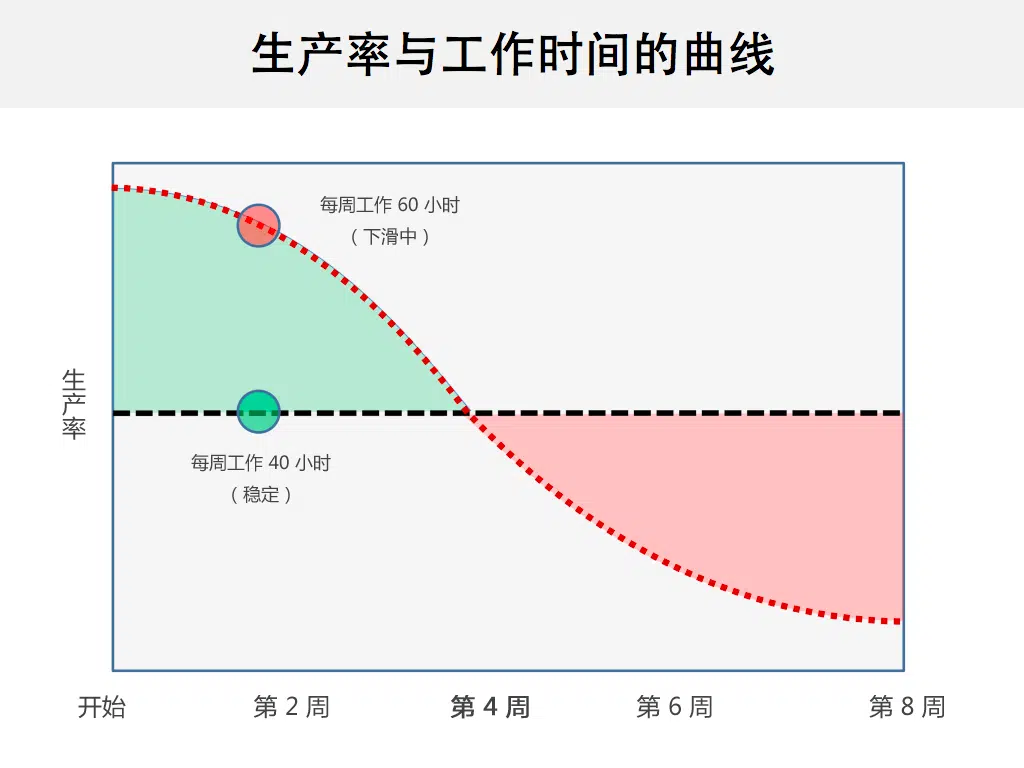 生产率与工作时间的曲线
每周工作 60 小时
（ 下滑中 ）
生产率
每周工作 40 小时
（ 稳定 ）
开始 第 2 周 第 4 周 第 6 周 第 8 周